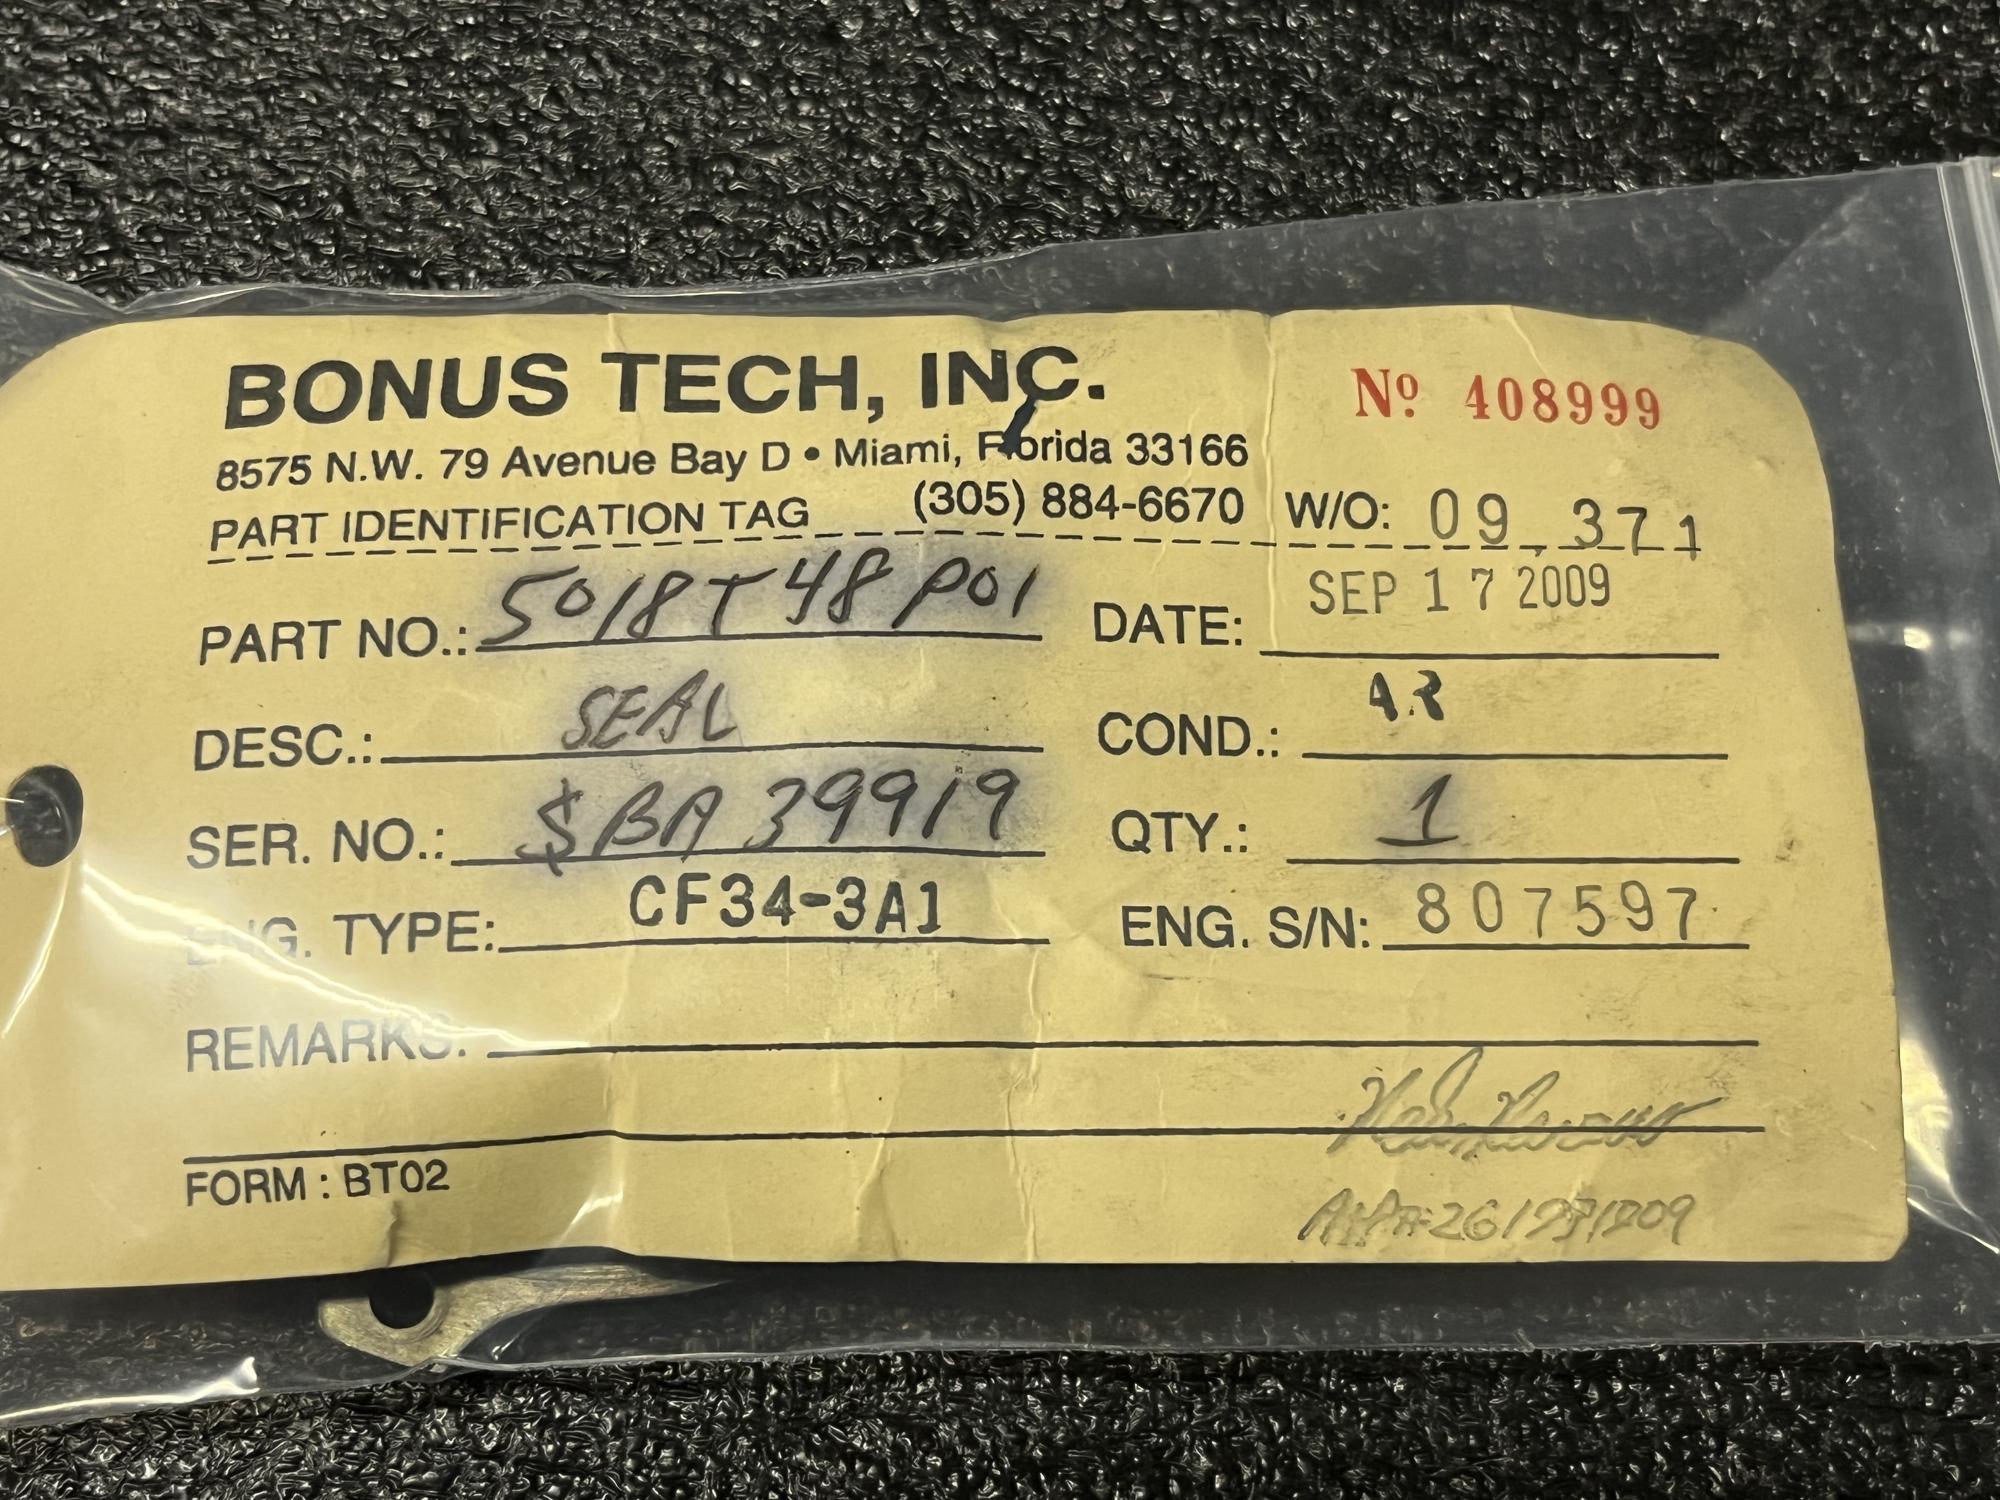 BONUS TECH, INC.
Nº 408999
8575 N.W. 79 Avenue Bay D • Miami, Florida 33166
PART IDENTIFICATION TAG (305) 884-6670 W/O: 09 371
PART NO.: 5018T48P01 DATE: SEP 17 2009
DESC.: SEAL COND.: AR
SER. NO.: $BA39919 QTY.: 1
ENG. TYPE: CF34-3A1 ENG. S/N: 807597
REMARKS:
FORM : BT02